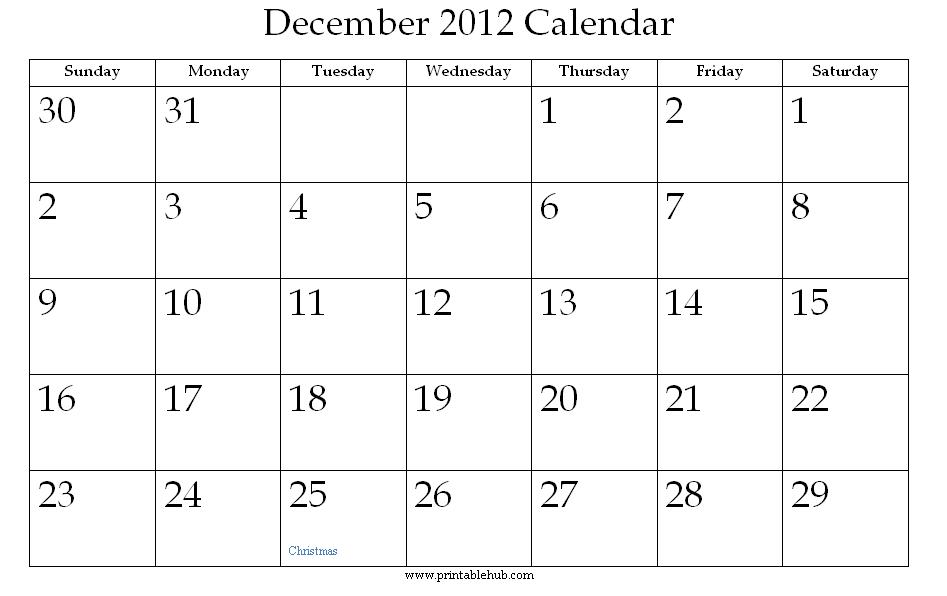 December 2012 Calendar
Sunday Monday Tuesday Wednesday Thursday Friday Saturday
30 31 1 2 1
2 3 4 5 6 7 8
9 10 11 12 13 14 15
16 17 18 19 20 21 22
23 24 25 26 27 28 29
Christmas
www.printablehub.com